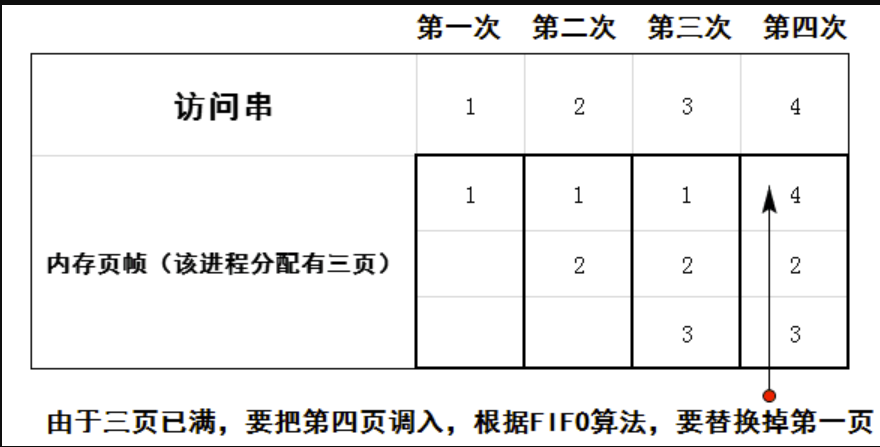 第一次 第二次 第三次 第四次
访问串 1 2 3 4
1 1 1 4
内存页帧（该进程分配有三页） 2 2 2
3 3
由于三页已满，要把第四页调入，根据FIFO算法，要替换掉第一页